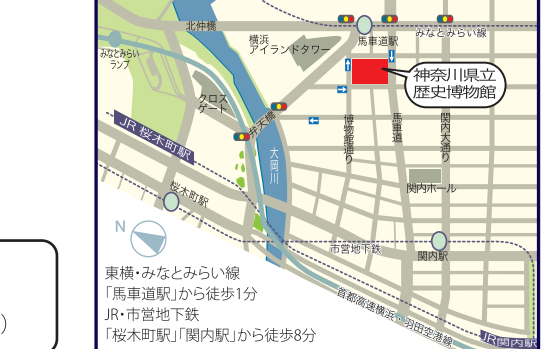 北仲橋
みなとみらい線
横浜
アイランドタワー
馬車道駅
みなとみらい
ランプ
神奈川県立
歴史博物館
クロス
ゲート
弁天橋
JR 桜木町駅
大岡川
博物館通り
馬車道
関内大通り
関内ホール
桜木町駅
N
市営地下鉄
関内駅
東横・みなとみらい線
「馬車道駅」から徒歩1分
JR・市営地下鉄
「桜木町駅」「関内駅」から徒歩8分
首都高速横浜・羽田空港線
JR関内駅
)